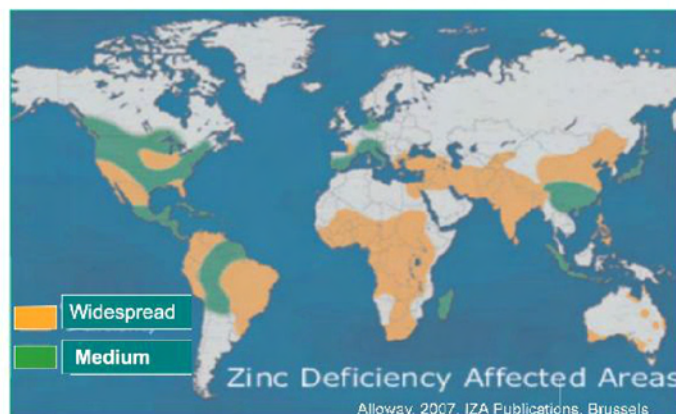 Widespread
Medium
Zinc Deficiency Affected Areas
Alloway, 2007, IZA Publications, Brussels